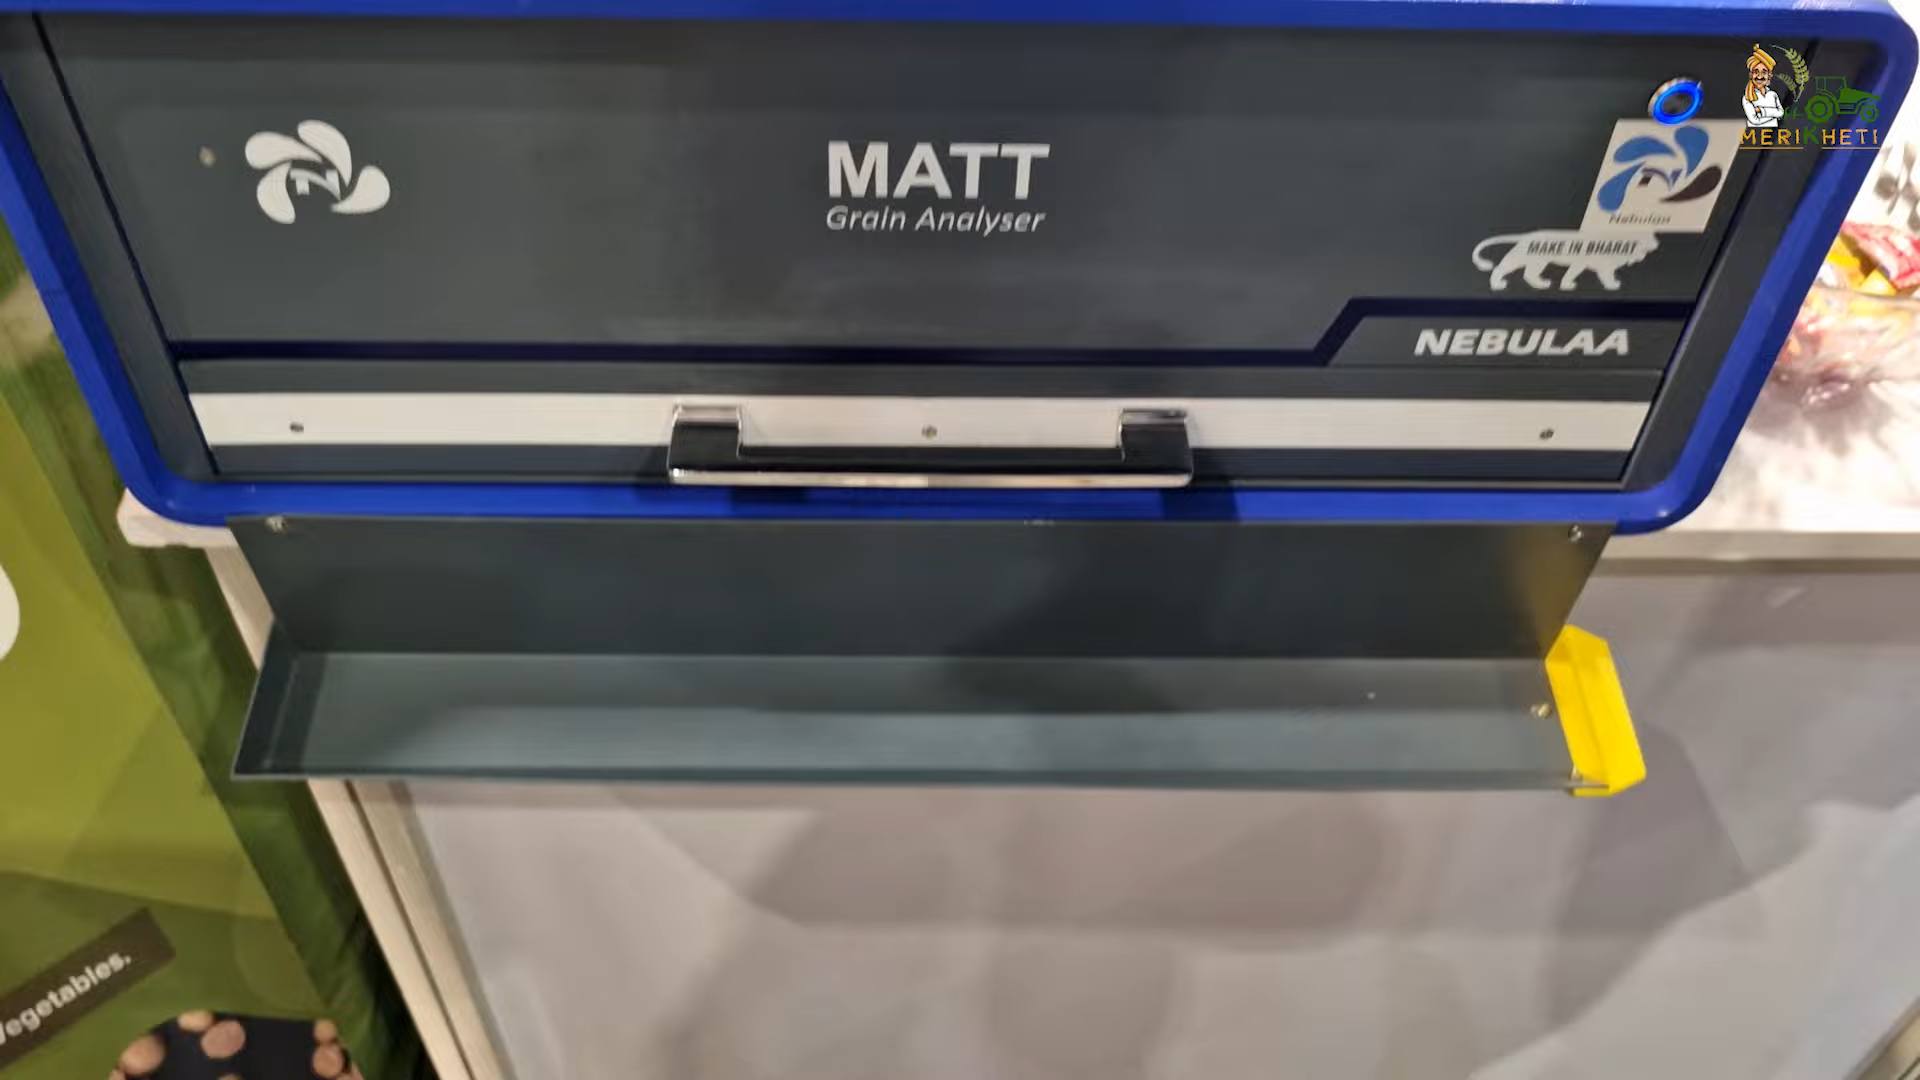 MATT
Grain Analyser
Nebulaa
MAKE IN BHARAT
NEBULAA
MERIKHETI
Vegetables.